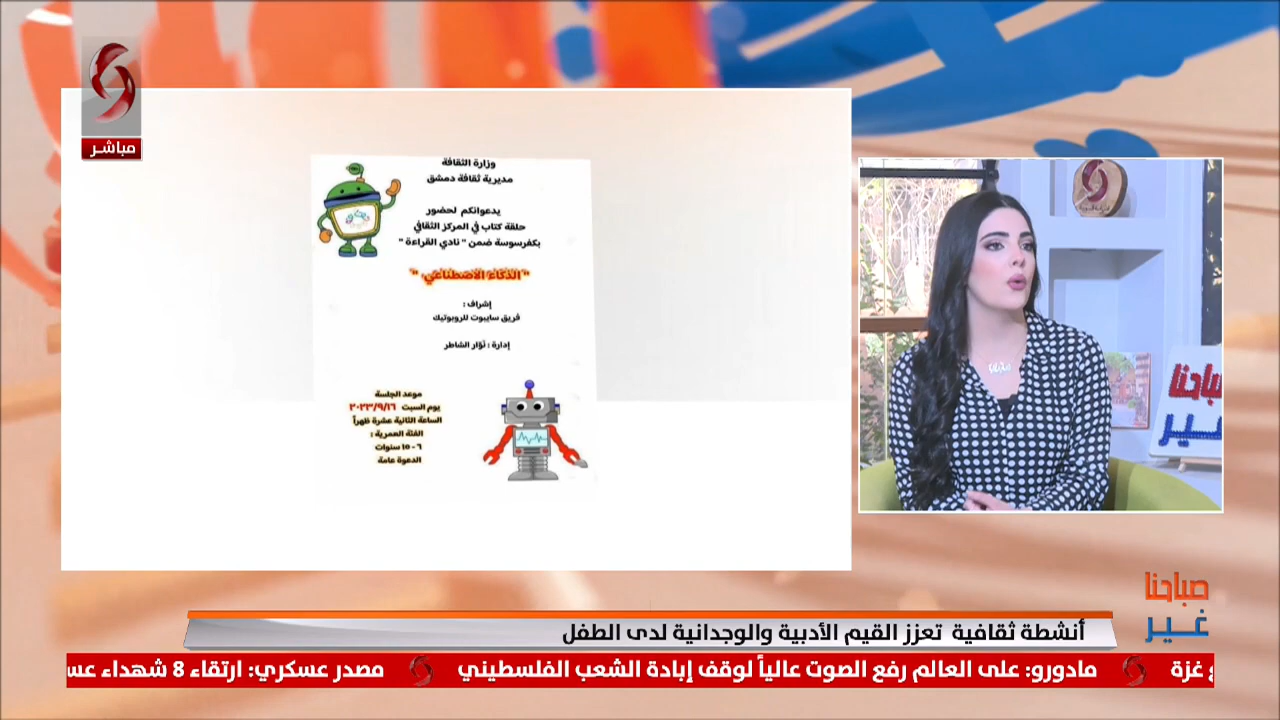 مباشر
وزارة الثقافة
مديرية ثقافة دمشق
يدعوانكم لحضور
حلقة كتاب في المركز الثقافي
بكفرسوسة ضمن " نادي القراءة "
"الذكاء الاصطناعي "
إشراف :
فريق سايبوت للروبوتيك
إدارة : نوّار الشاطر
موعد الجلسة
يوم السبت ٢٠٢٣/٩/١٦
الساعة الثانية عشرة ظهراً
الفئة العمرية :
٦ - ١٥ سنوات
الدعوة عامة
صباحنا
غير
صباحنا
غير
أنشطة ثقافية تعزز القيم الأدبية والوجدانية لدى الطفل
غزة مادورو: على العالم رفع الصوت عالياً لوقف إبادة الشعب الفلسطيني مصدر عسكري: ارتقاء 8 شهداء